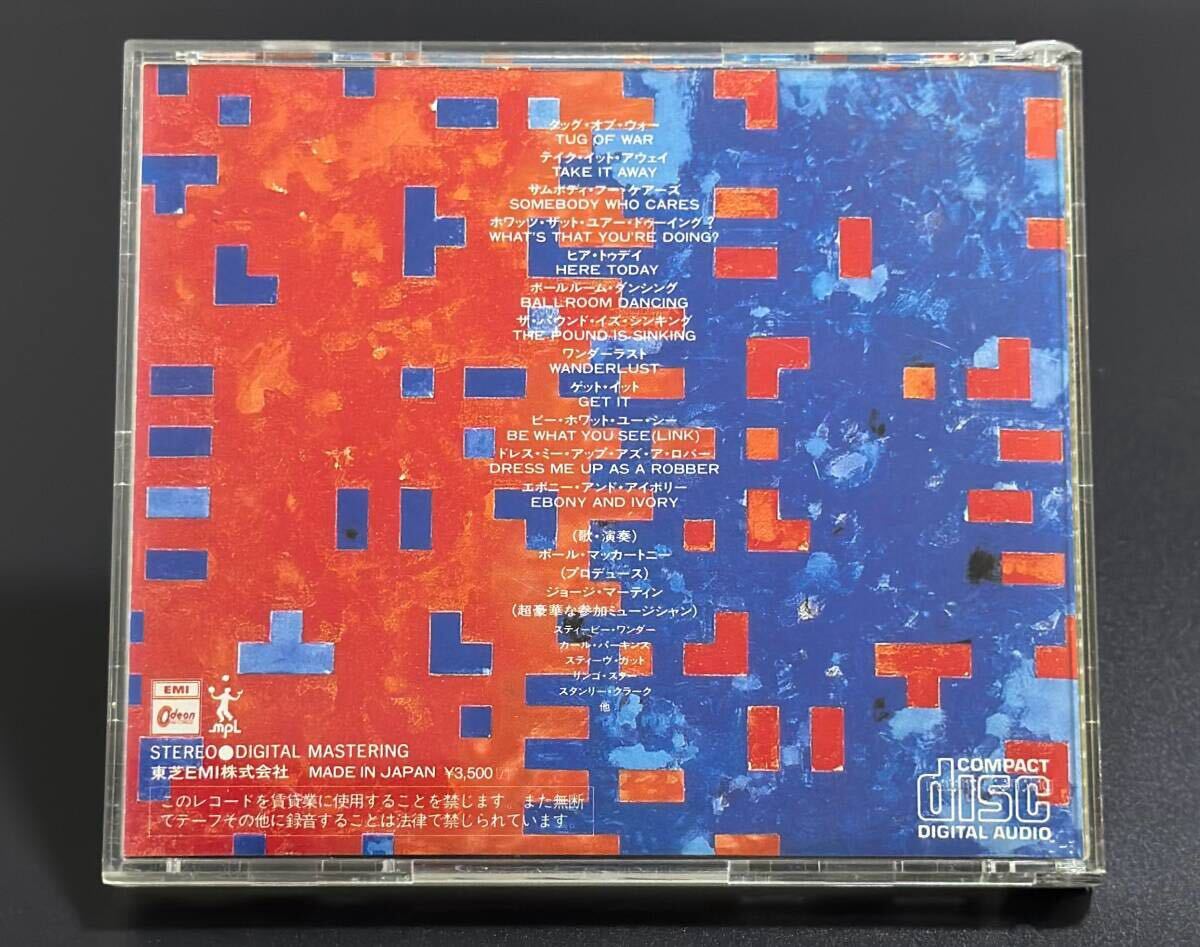 タッグ・オブ・ウォー
TUG OF WAR
テイク・イット・アウェイ
TAKE IT AWAY
サムボディ・フー・ケアーズ
SOMEBODY WHO CARES
ホワッツ・ザット・ユアー・ドゥーイング?
WHAT'S THAT YOU'RE DOING?
ヒア・トゥデイ
HERE TODAY
ボールルーム・ダンシング
BALLROOM DANCING
ザ・パウンド・イズ・シンキング
THE POUND IS SINKING
ワンダーラスト
WANDERLUST
ゲット・イット
GET IT
ビー・ホワット・ユー・シー
BE WHAT YOU SEE(LINK)
ドレス・ミー・アップ・アズ・ア・ロバー
DRESS ME UP AS A ROBBER
エボニー・アンド・アイボリー
EBONY AND IVORY
(歌・演奏)
ポール・マッカートニー
(プロデュース)
ジョージ・マーティン
(超豪華な参加ミュージシャン)
スティービー・ワンダー
カール・パーキンス
スティーヴ・ガット
リンゴ・スター
スタンリー・クラーク
他
EMI
Odeon
MPL
STEREO●DIGITAL MASTERING
東芝EMI株式会社 MADE IN JAPAN ¥3,500
このレコードを賃貸業に使用することを禁じます。また無断
でテープその他に録音することは法律で禁じられています。
COMPACT
disc
DIGITAL AUDIO